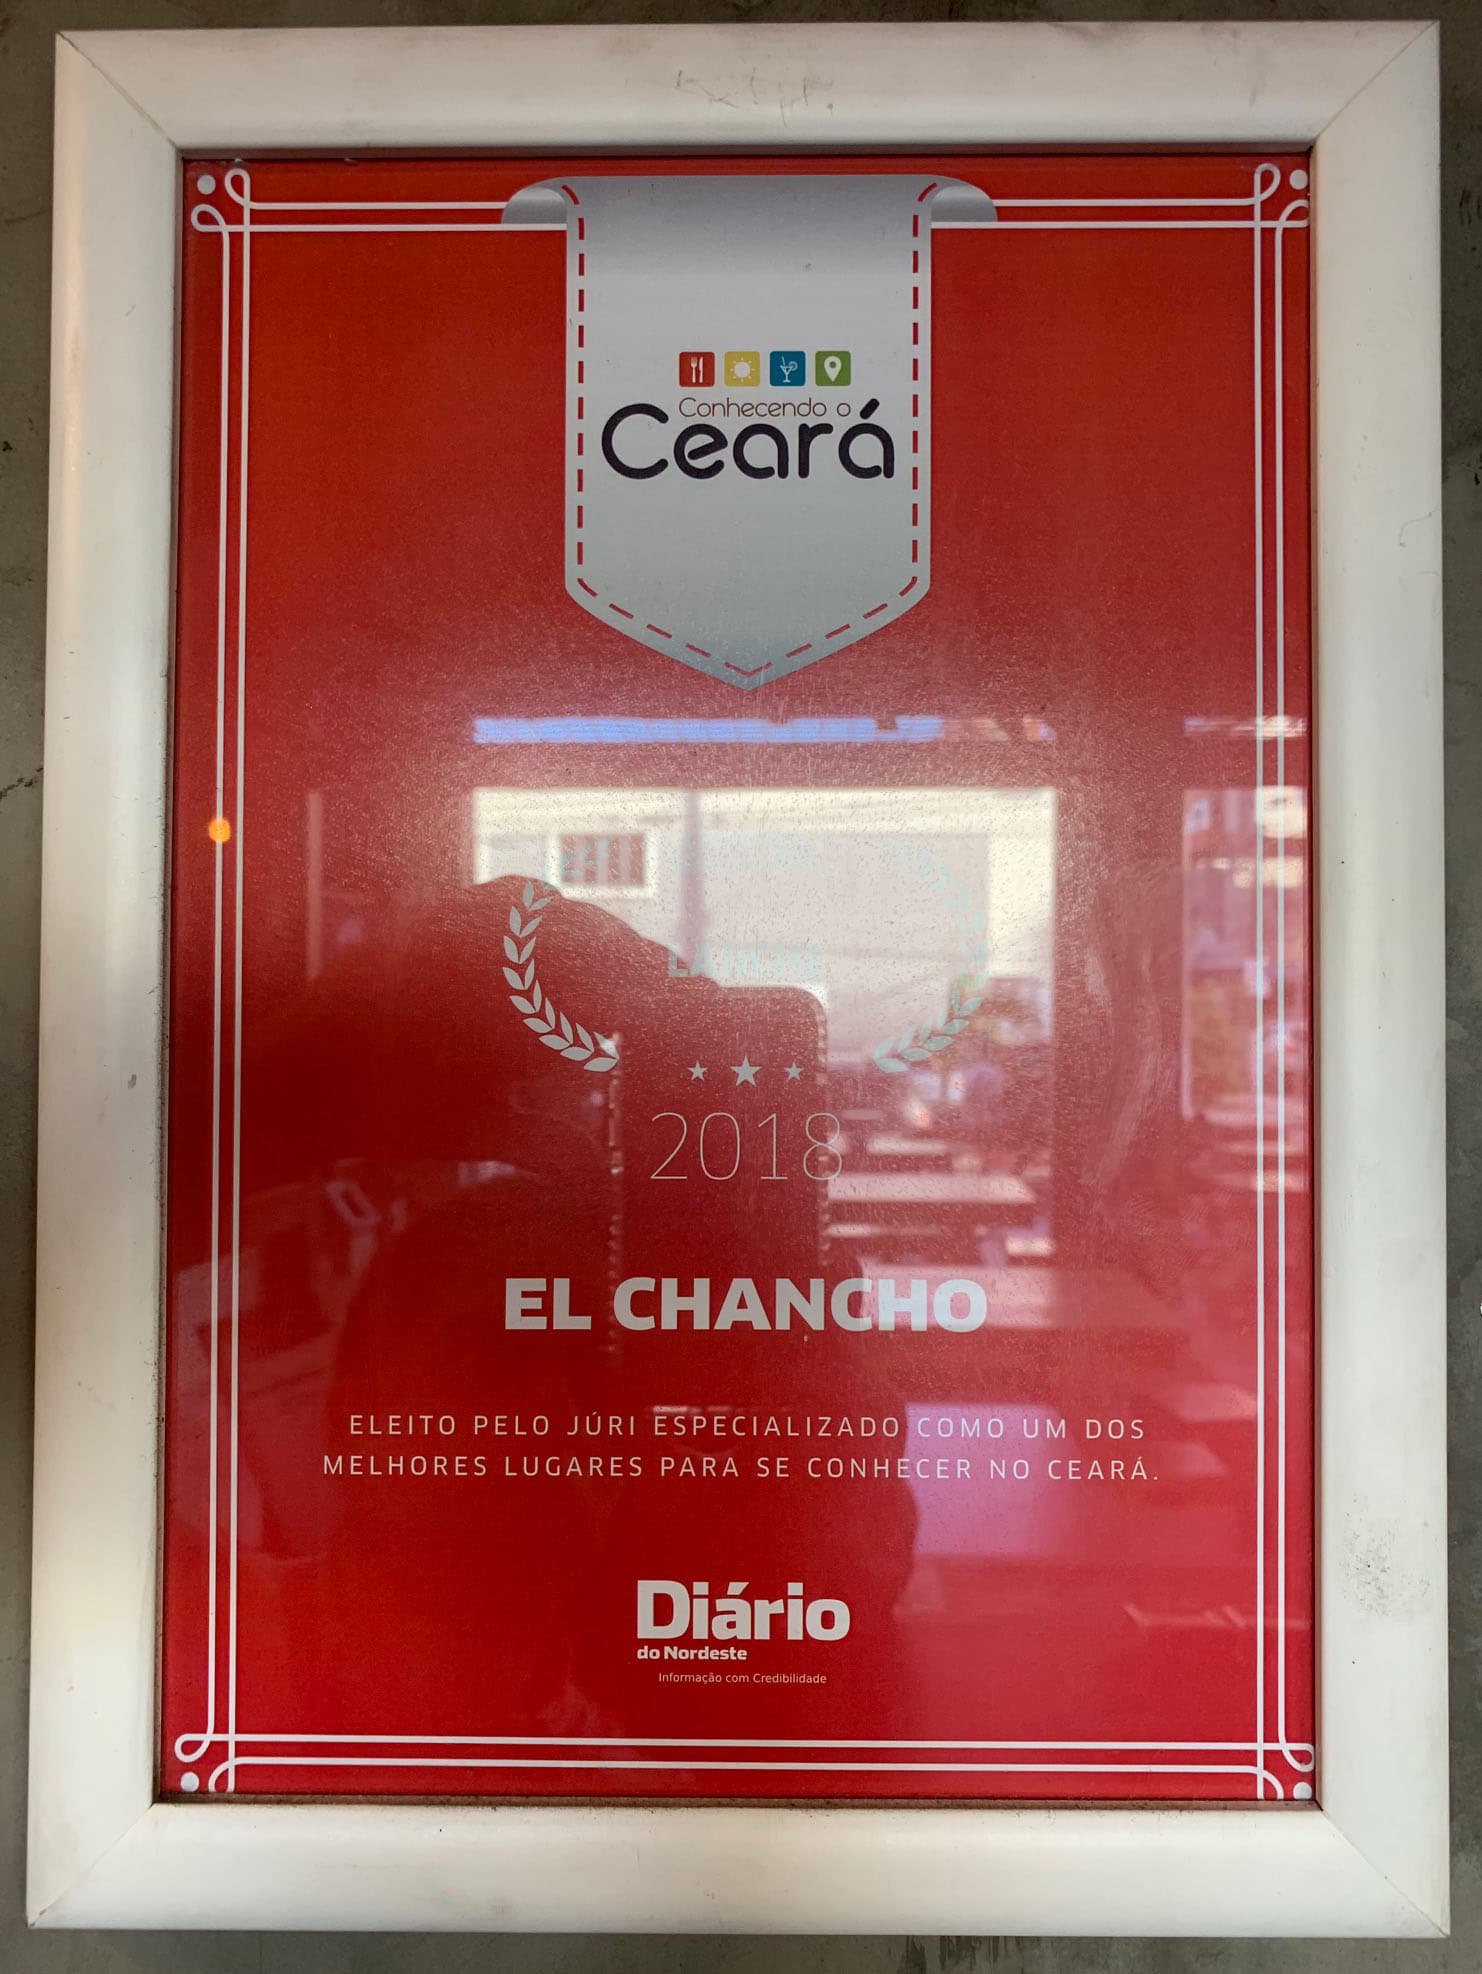 Conhecendo o
Ceará
2018
EL CHANCHO
ELEITO PELO JÚRI ESPECIALIZADO COMO UM DOS
MELHORES LUGARES PARA SE CONHECER NO CEARÁ.
Diário
do Nordeste
Informação com Credibilidade